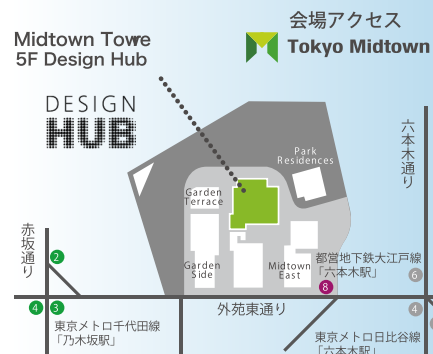 会場アクセス
Midtown Towre
5F Design Hub
Tokyo Midtown
DESIGN
HUB
六本木通り
Park
Residences
Garden
Terrace
赤坂通り
2
Garden
Side
Midtown
East
都営地下鉄大江戸線
「六本木駅」
6
8
4
3
外苑東通り
4
東京メトロ千代田線
「乃木坂駅」
東京メトロ日比谷線
「六本木駅」